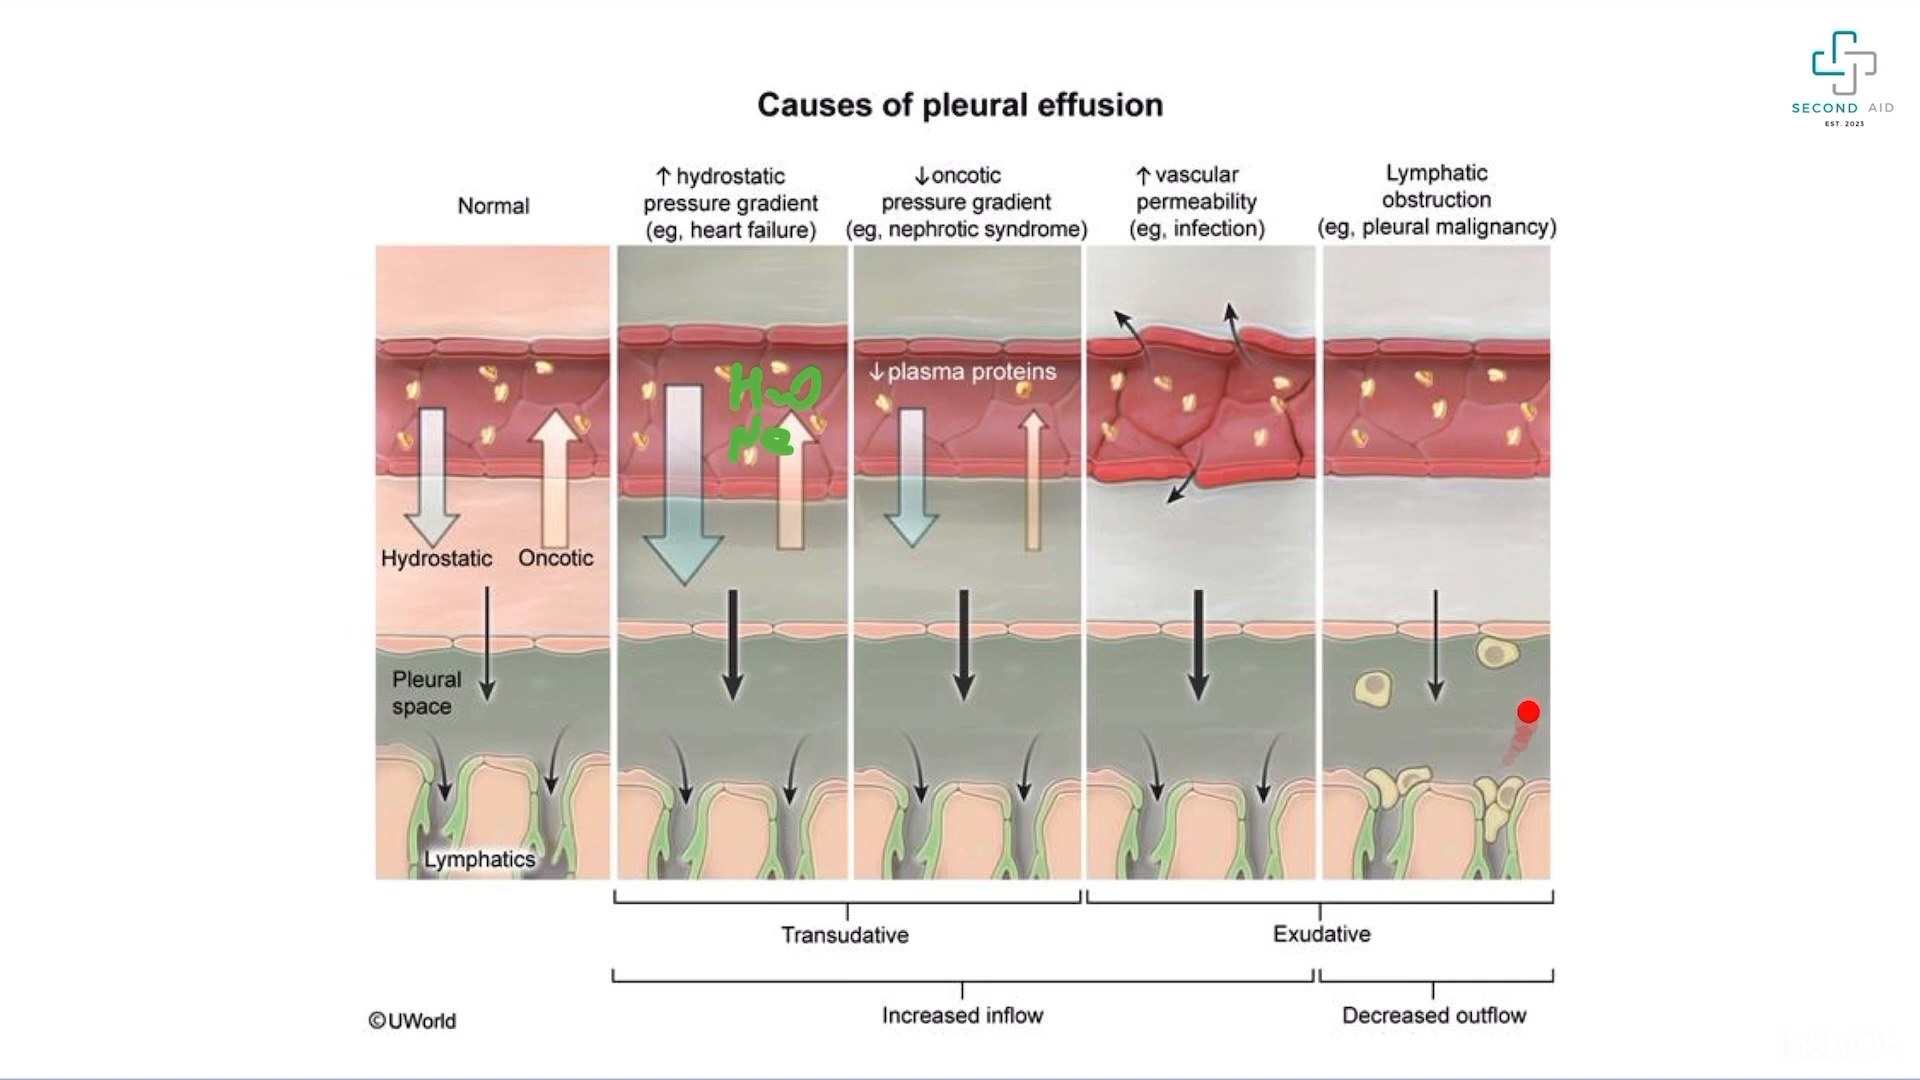 SECOND AID
EST. 2023
Causes of pleural effusion
Normal
↑ hydrostatic
pressure gradient
(eg, heart failure)
↓ oncotic
pressure gradient
(eg, nephrotic syndrome)
↑ vascular
permeability
(eg, infection)
Lymphatic
obstruction
(eg, pleural malignancy)
H2O
Na
↓ plasma proteins
Hydrostatic
Oncotic
Pleural
space
Lymphatics
Transudative
Exudative
Increased inflow
Decreased outflow
©UWorld